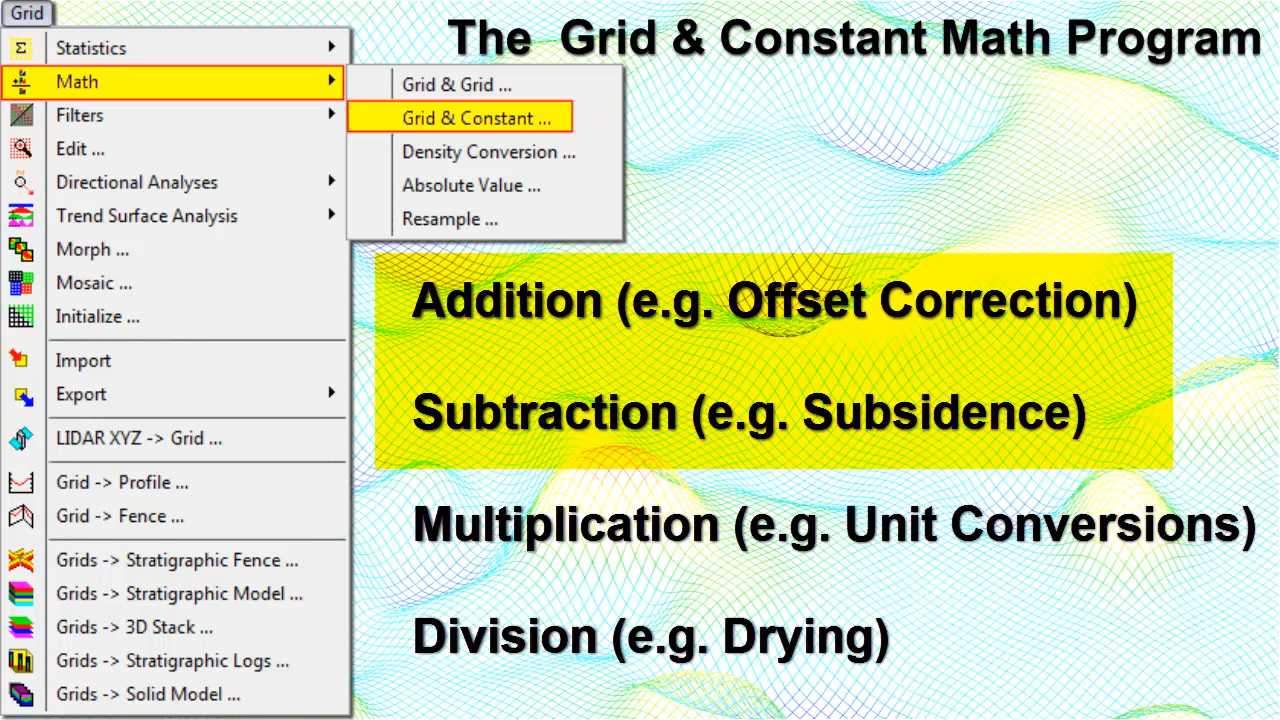 Grid
The Grid & Constant Math Program
Statistics
Math
Filters
Edit ...
Directional Analyses
Trend Surface Analysis
Morph ...
Mosaic ...
Initialize ...
Import
Export
LIDAR XYZ -> Grid ...
Grid -> Profile ...
Grid -> Fence ...
Grids -> Stratigraphic Fence ...
Grids -> Stratigraphic Model ...
Grids -> 3D Stack ...
Grids -> Stratigraphic Logs ...
Grids -> Solid Model ...
Grid & Grid ...
Grid & Constant ...
Density Conversion ...
Absolute Value ...
Resample ...
Addition (e.g. Offset Correction)
Subtraction (e.g. Subsidence)
Multiplication (e.g. Unit Conversions)
Division (e.g. Drying)